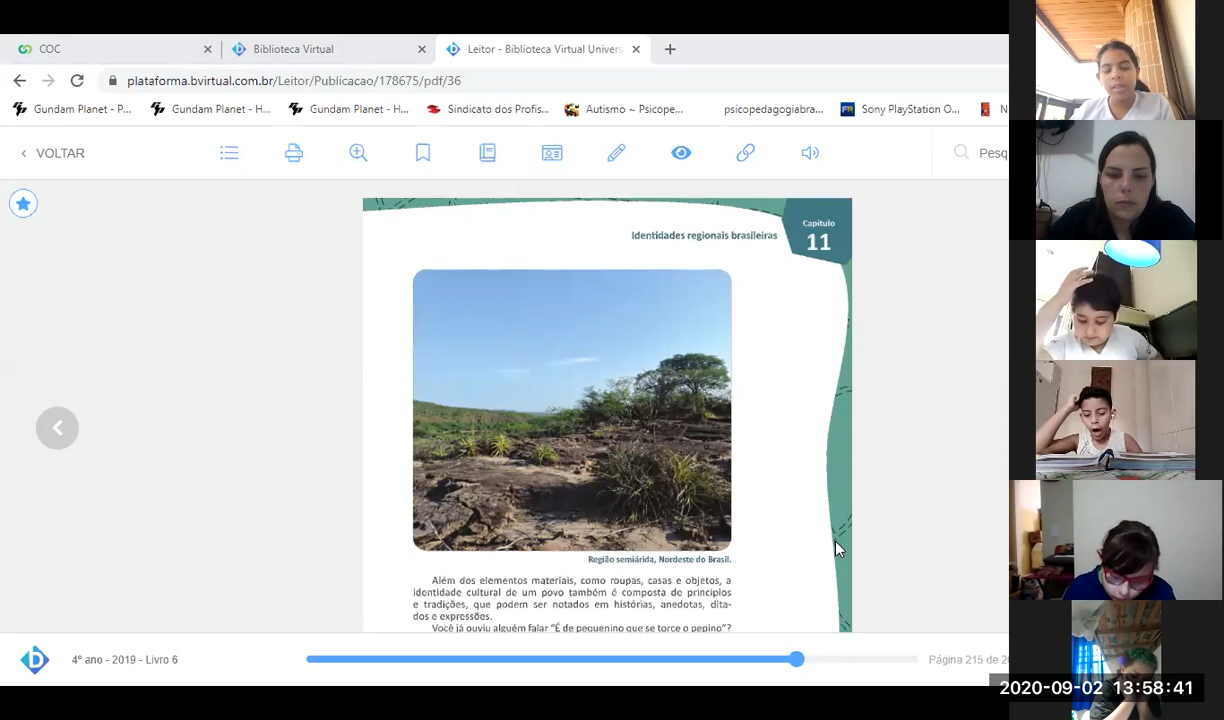 COC
Biblioteca Virtual
Leitor - Biblioteca Virtual Univers
plataforma.bvirtual.com.br/Leitor/Publicacao/178675/pdf/36
Gundam Planet - P...
Gundam Planet - H...
Gundam Planet - H...
Sindicato dos Profis...
Autismo ~ Psicope...
psicopedagogiabra...
Sony PlayStation O...
N
VOLTAR
Pesq
Identidades regionais brasileiras
Capítulo
11
Região semiárida, Nordeste do Brasil.
Além dos elementos materiais, como roupas, casas e objetos, a
identidade cultural de um povo também é composta de princípios
e tradições, que podem ser notados em histórias, anedotas, dita-
dos e expressões.
Você já ouviu alguém falar “É de pequenino que se torce o pepino”?
4º ano - 2019 - Livro 6
Página 215 de 2
2020-09-02 13:58:41